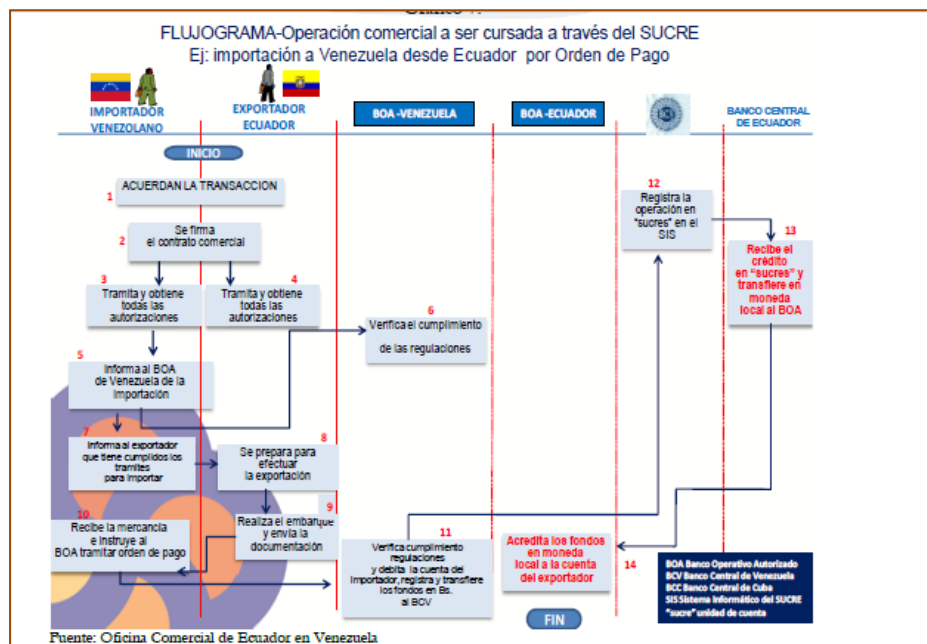 FLUJOGRAMA-Operación comercial a ser cursada a través del SUCRE
Ej: importación a Venezuela desde Ecuador por Orden de Pago
IMPORTADOR
VENEZOLANO
EXPORTADOR
ECUADOR
BOA -VENEZUELA
BOA -ECUADOR
BANCO CENTRAL
DE ECUADOR
INICIO
1
ACUERDAN LA TRANSACCION
2
Se firma
el contrato comercial
3
Tramita y obtiene
todas las
autorizaciones
4
Tramita y obtiene
todas las
autorizaciones
5
Informa al BOA
de Venezuela de la
importación
6
Verifica el cumplimiento
de las regulaciones
7
Informa al exportador
que tiene cumplidos los
tramites
para importar
8
Se prepara para
efectuar
la exportación
9
Realiza el embarque
y envía la
documentación
10
Recibe la mercancía
e instruye al
BOA tramitar orden de pago
11
Verifica cumplimiento
regulaciones
y debita la cuenta del
importador, registra y transfiere
los fondos en Bs.
al BCV
12
Registra la
operación en
"sucres" en el
SIS
13
Recibe el
crédito
en "sucres" y
transfiere en
moneda
local al BOA
14
Acredita los fondos
en moneda
local a la cuenta
del exportador
FIN
BOA Banco Operativo Autorizado
BCV Banco Central de Venezuela
BCC Banco Central de Cuba
SIS Sistema Informático del SUCRE
"sucre" unidad de cuenta
Fuente: Oficina Comercial de Ecuador en Venezuela